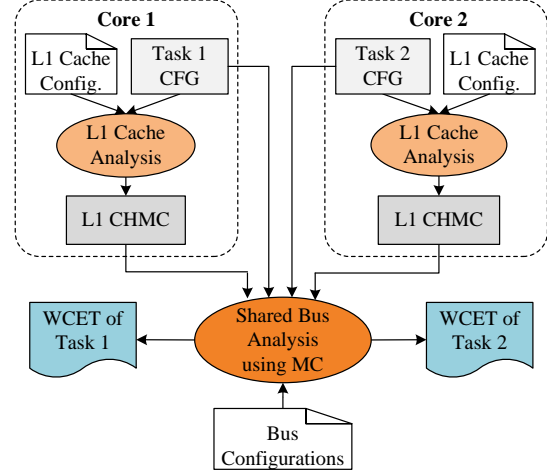 Core 1
L1 Cache
Config.
Task 1
CFG
L1 Cache
Analysis
L1 CHMC
Core 2
Task 2
CFG
L1 Cache
Config.
L1 Cache
Analysis
L1 CHMC
WCET of
Task 1
Shared Bus
Analysis
using MC
WCET of
Task 2
Bus
Configurations